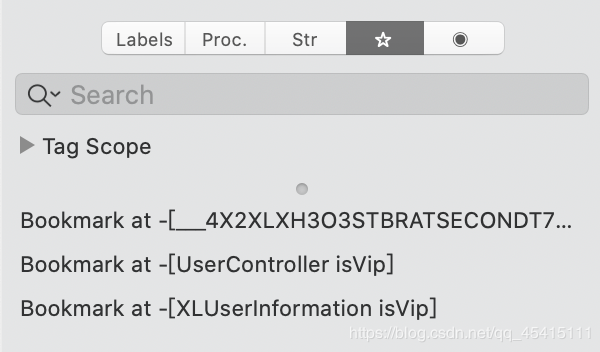 Labels Proc. Str
Search
Tag Scope
Bookmark at -[___4X2XLXH3O3STBRATSECONDT7...
Bookmark at -[UserController isVip]
Bookmark at -[XLUserInformation isVip]
https://blog.csdn.net/qq_45415111